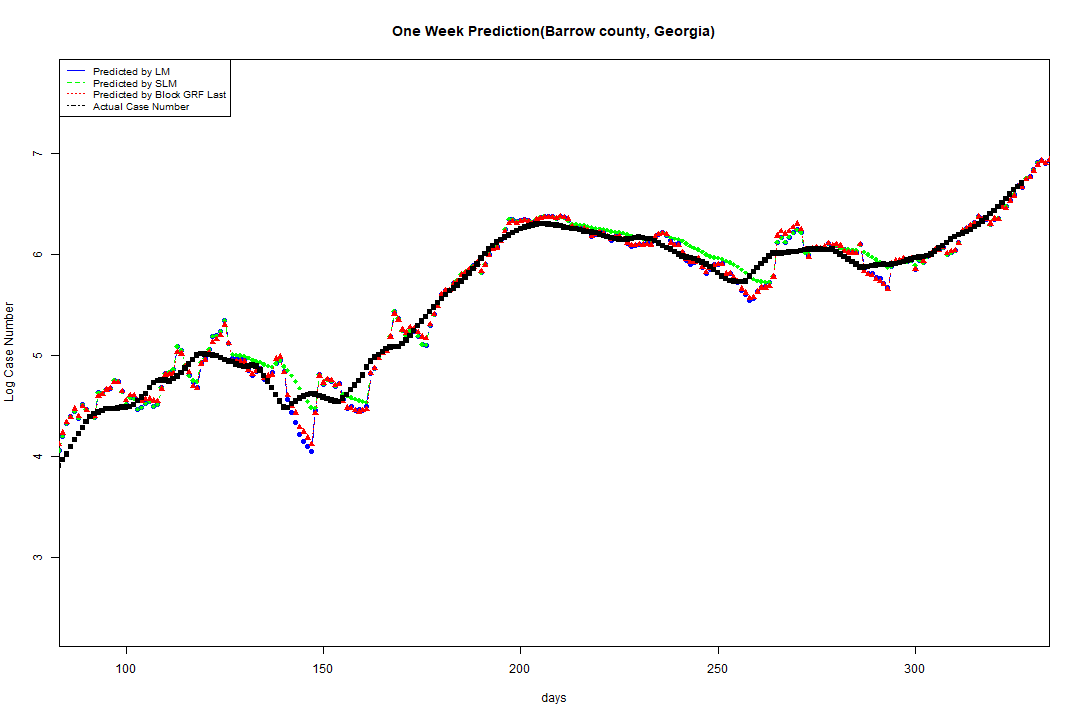 One Week Prediction(Barrow county, Georgia)
Predicted by LM
Predicted by SLM
Predicted by Block GRF Last
Actual Case Number
Log Case Number
7
6
5
4
3
100 150 200 250 300
days